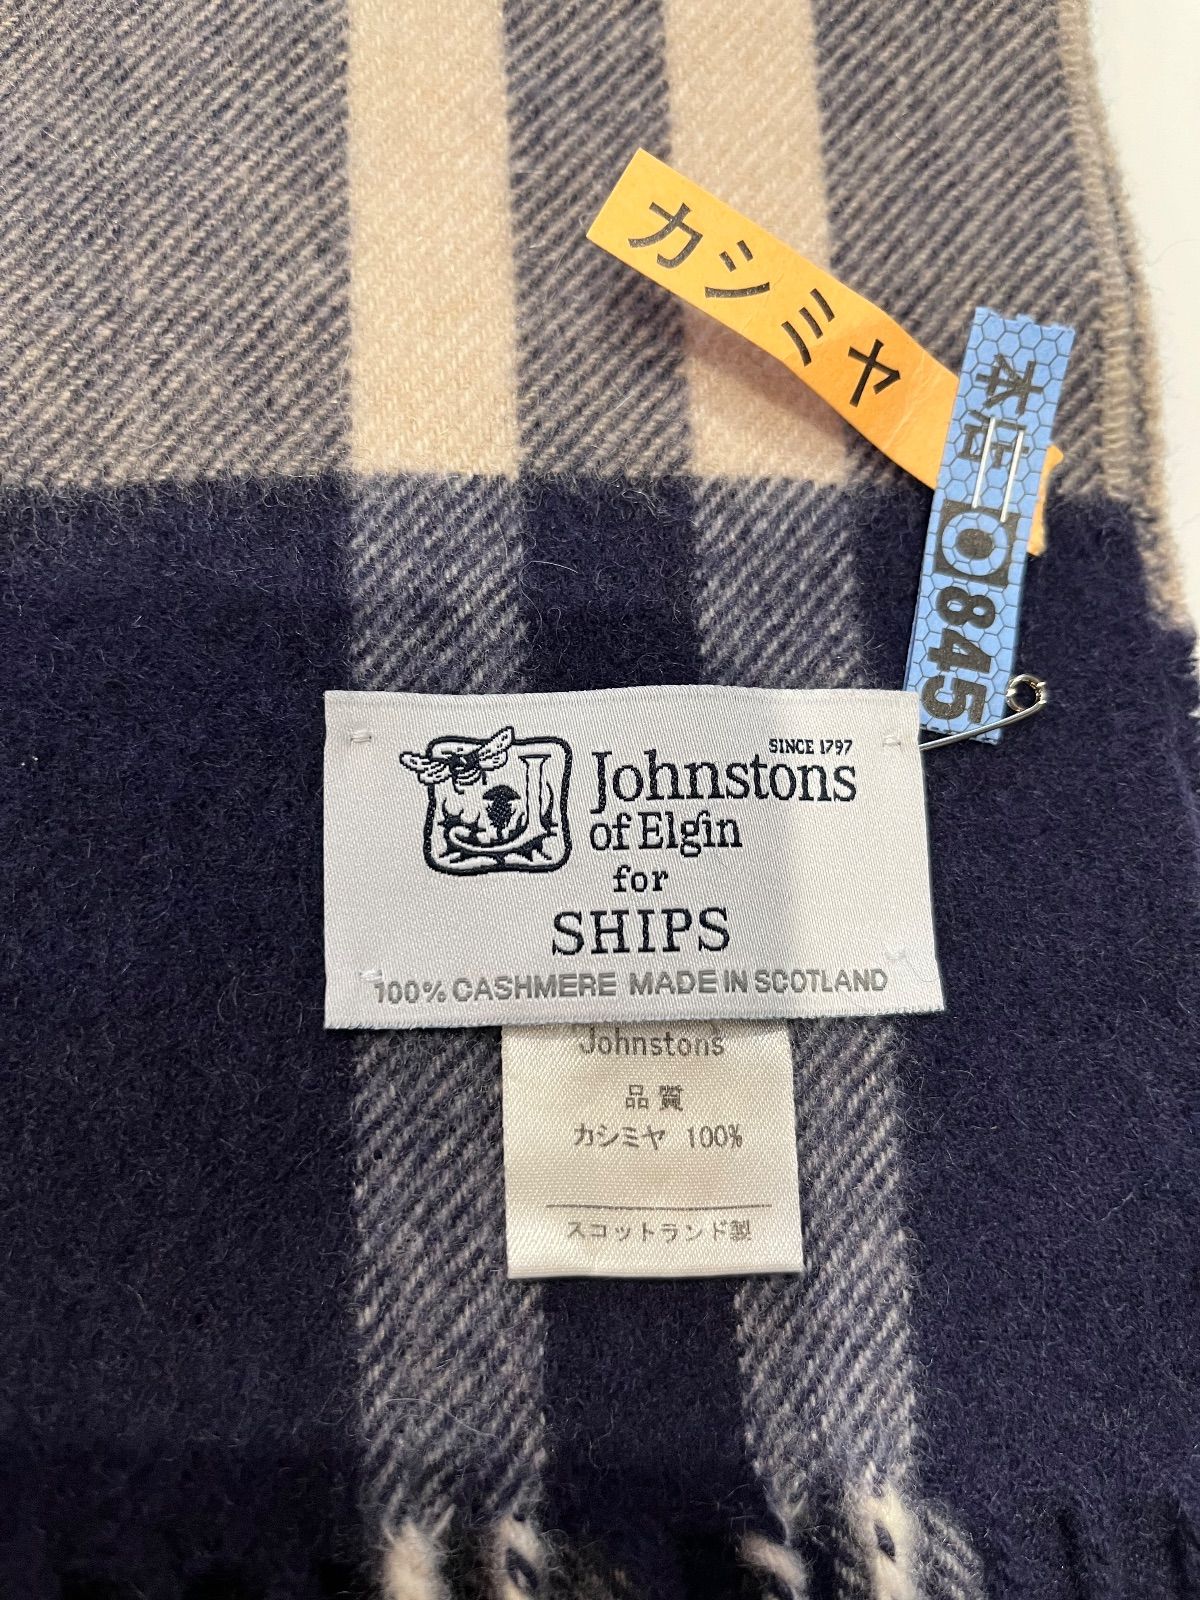 カシミヤ
本店
845
SINCE 1797
Johnstons
of Elgin
for
SHIPS
100% CASHMERE MADE IN SCOTLAND
Johnstons
品質
カシミヤ 100%
スコットランド製